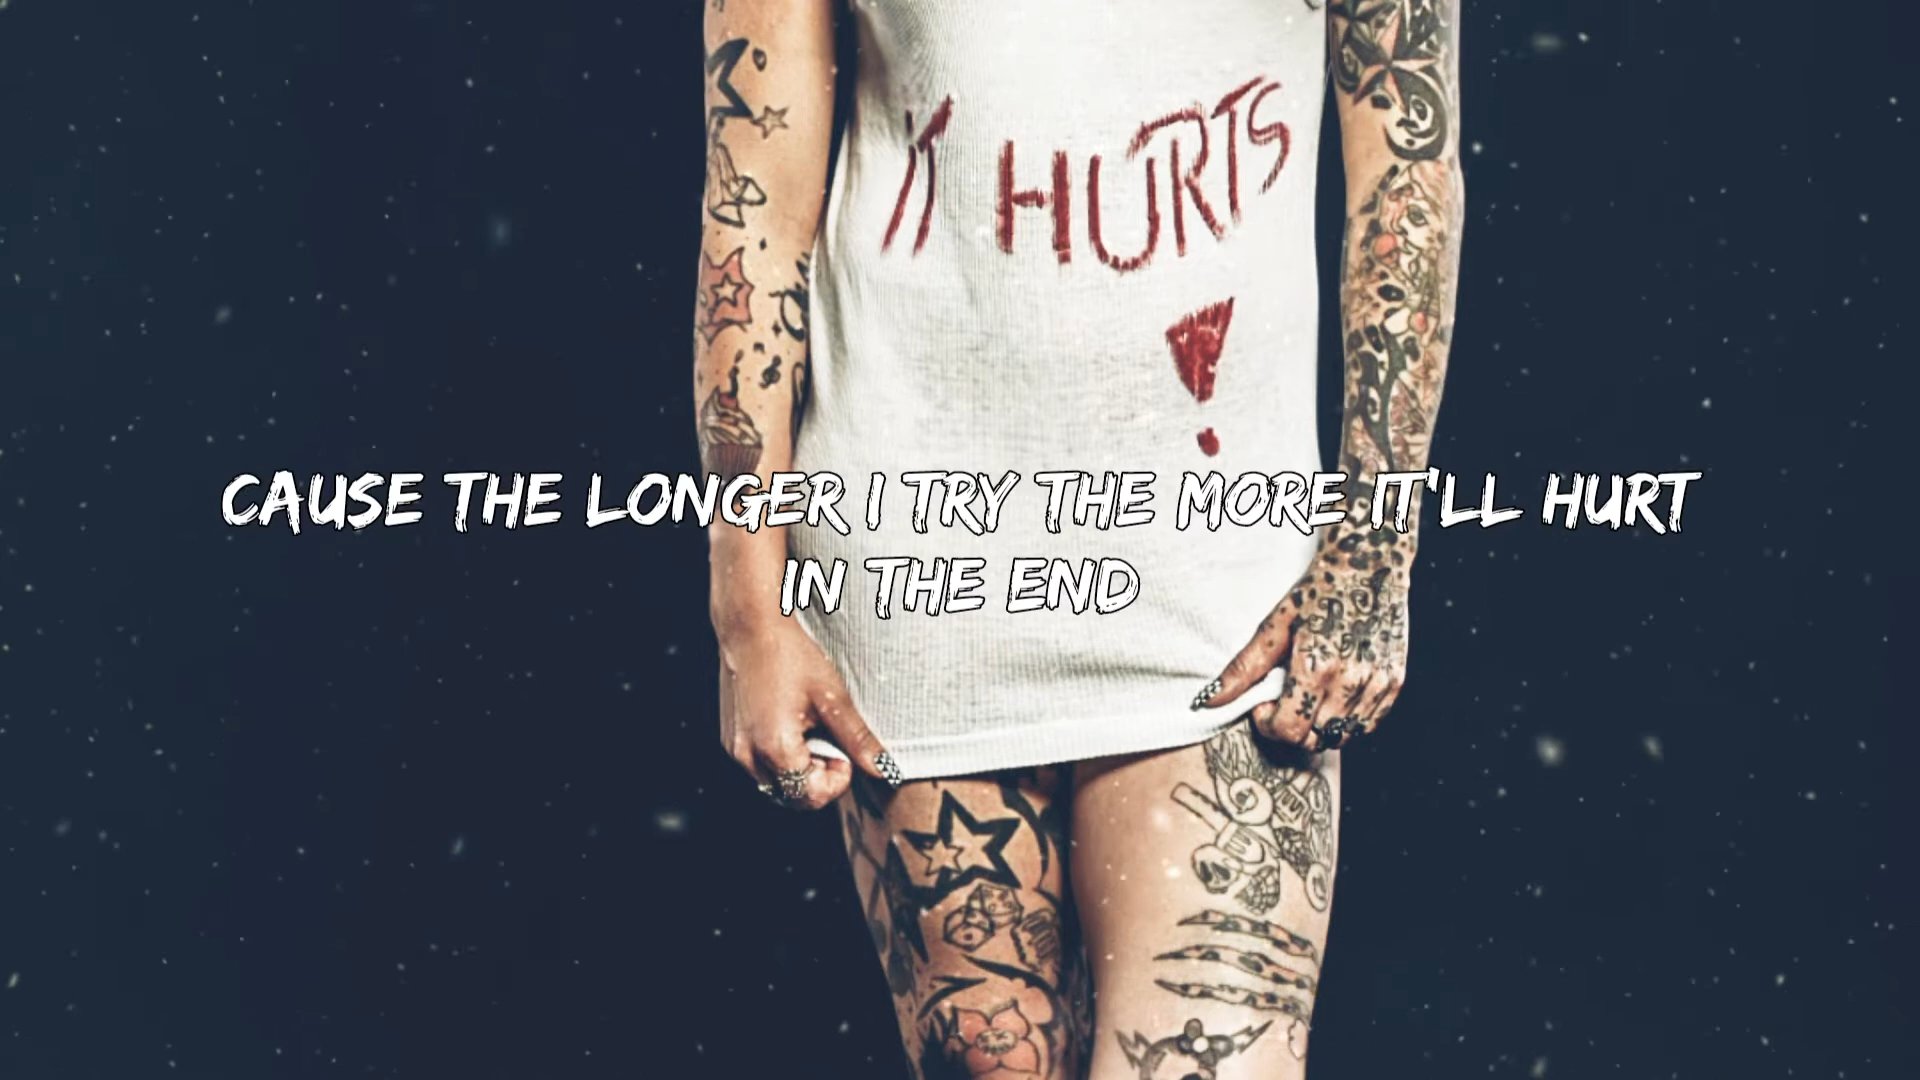 IT HURTS
!
CAUSE THE LONGER I TRY THE MORE IT'LL HURT
IN THE END